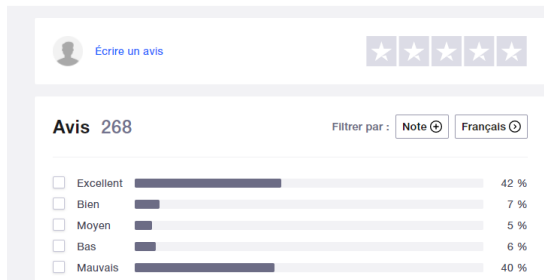 Écrire un avis
Avis 268
Filtrer par : Note Français
Excellent 42 %
Bien 7 %
Moyen 5 %
Bas 6 %
Mauvais 40 %